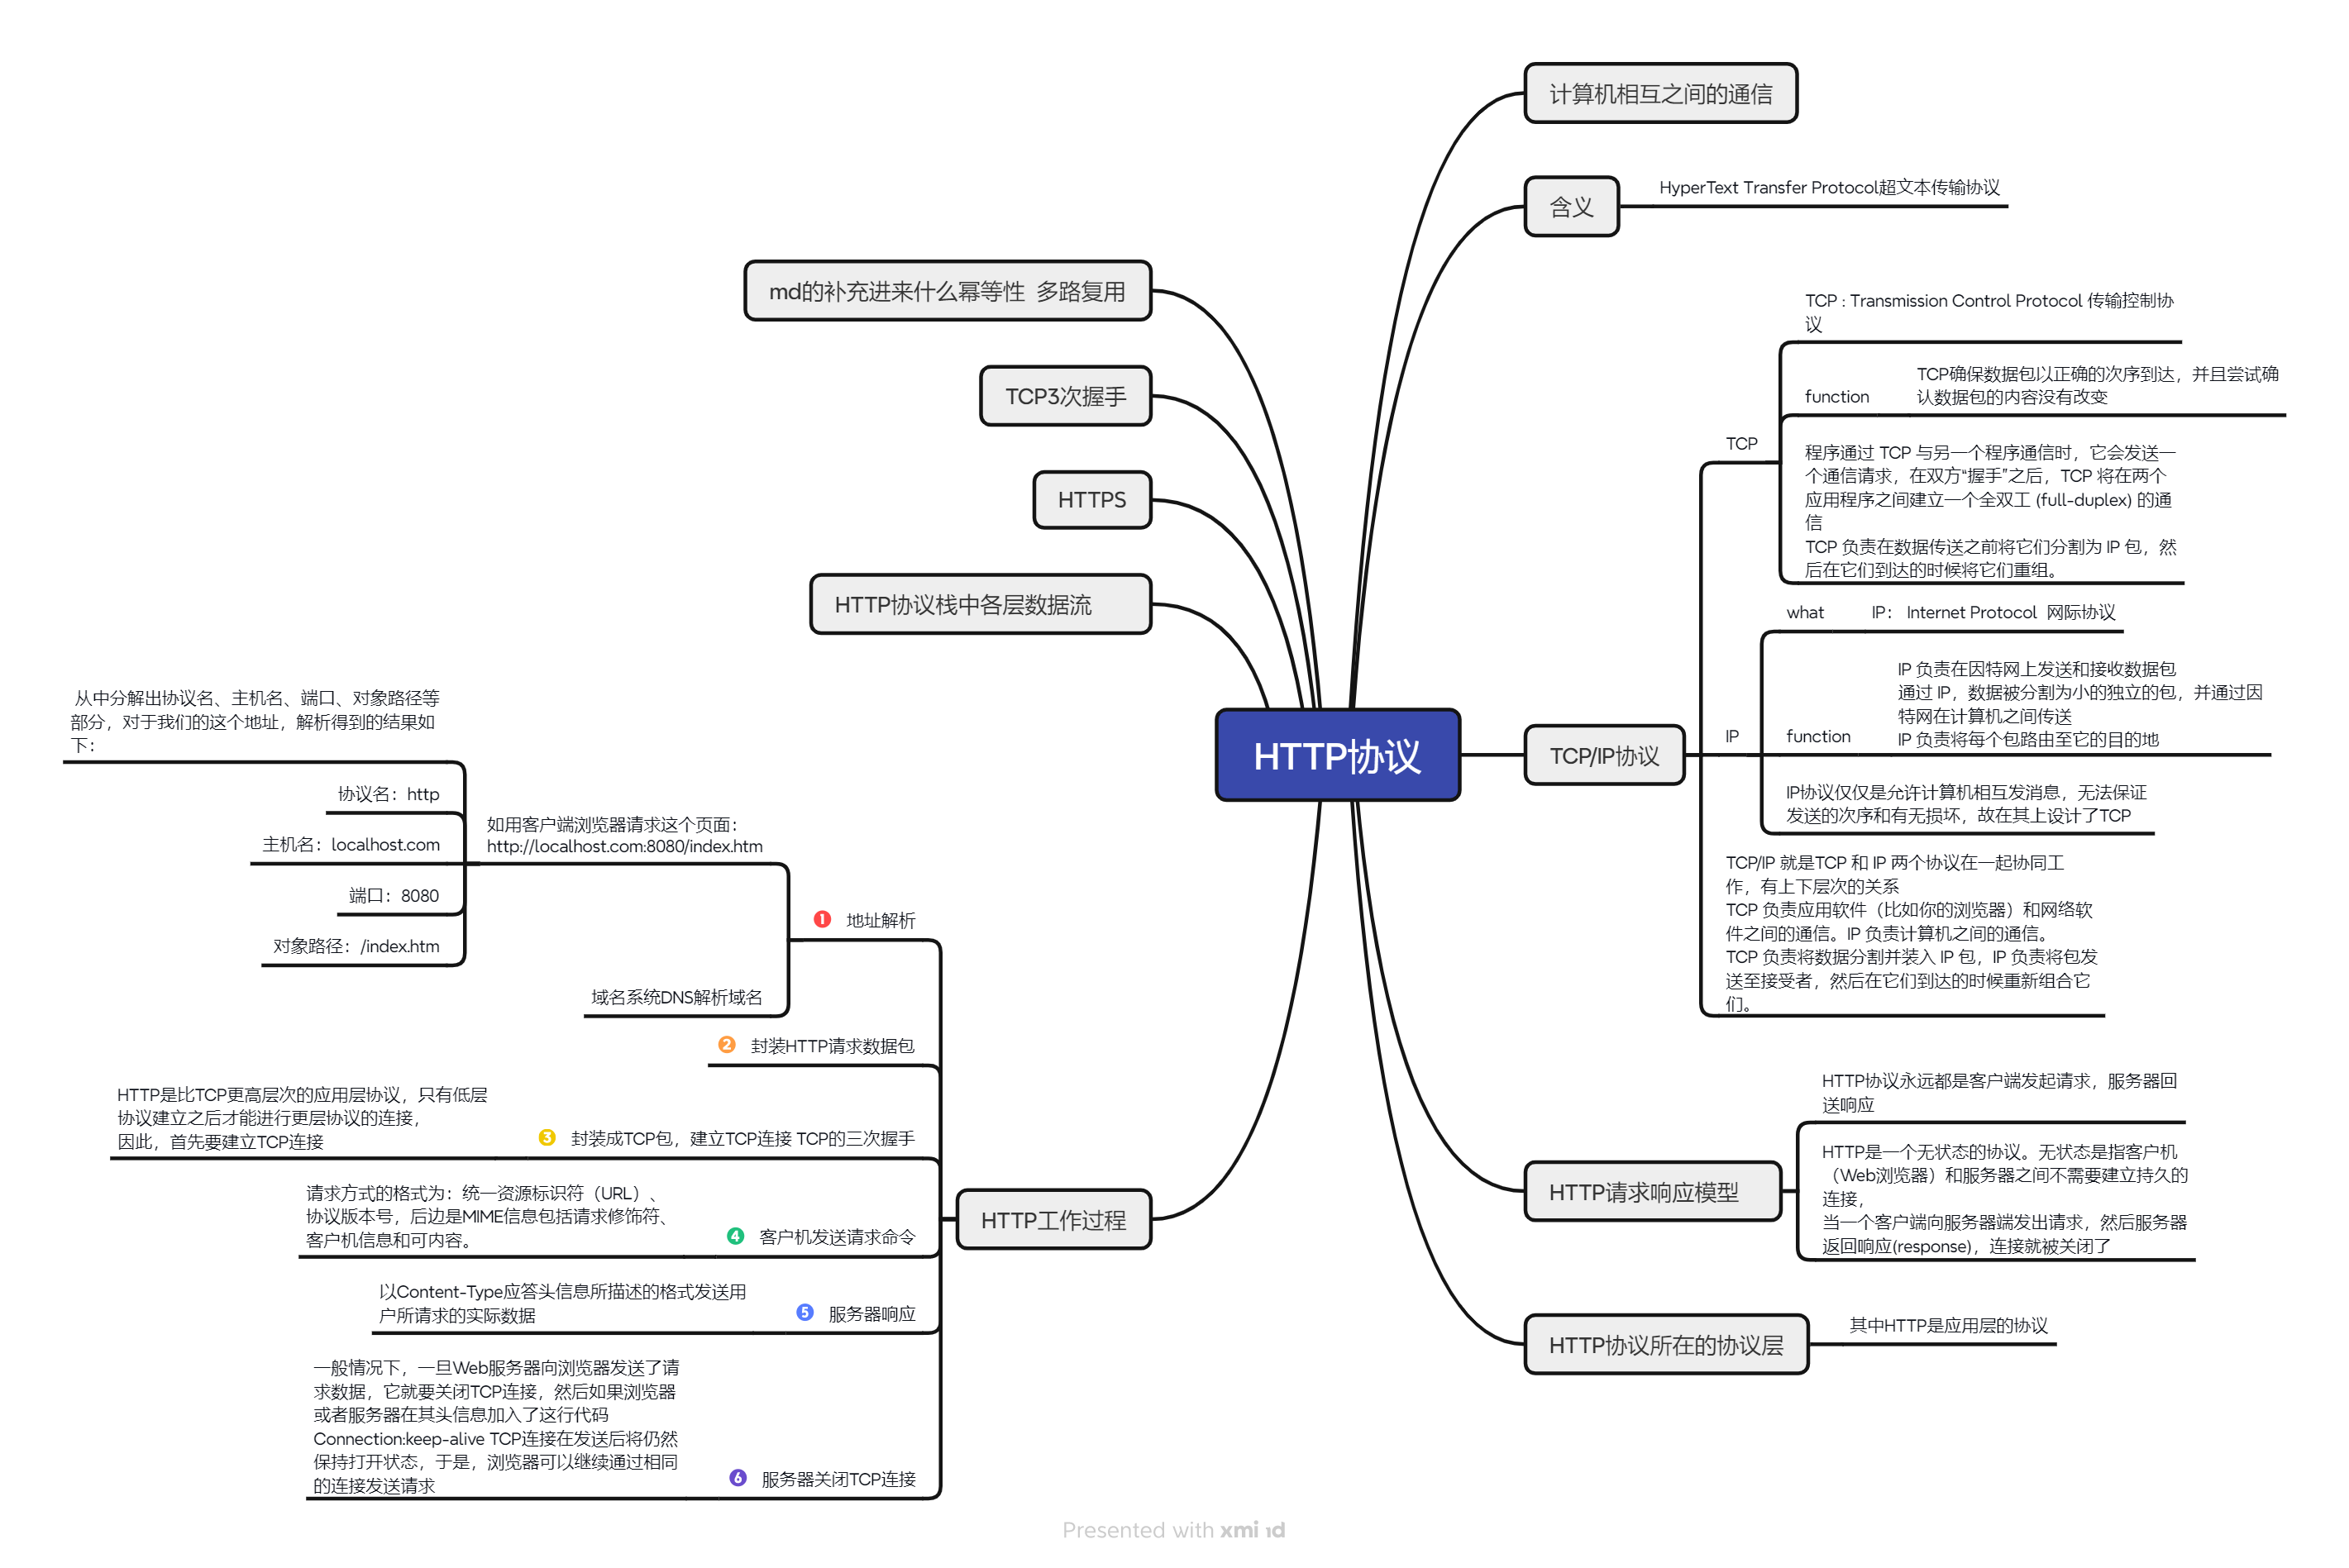 HTTP协议
计算机相互之间的通信
含义
HyperText Transfer Protocol超文本传输协议
TCP/IP协议
TCP
TCP : Transmission Control Protocol 传输控制协
议
function
TCP确保数据包以正确的次序到达，并且尝试确
认数据包的内容没有改变
程序通过 TCP 与另一个程序通信时，它会发送一
个通信请求，在双方“握手”之后，TCP 将在两个
应用程序之间建立一个全双工 (full-duplex) 的通
信
TCP 负责在数据传送之前将它们分割为 IP 包，然
后在它们到达的时候将它们重组。
IP
what
IP： Internet Protocol 网际协议
function
IP 负责在因特网上发送和接收数据包
通过 IP，数据被分割为小的独立的包，并通过因
特网在计算机之间传送
IP 负责将每个包路由至它的目的地
IP协议仅仅是允许计算机相互发消息，无法保证
发送的次序和有无损坏，故在其上设计了TCP
TCP/IP 就是TCP 和 IP 两个协议在一起协同工
作，有上下层次的关系
TCP 负责应用软件（比如你的浏览器）和网络软
件之间的通信。IP 负责计算机之间的通信。
TCP 负责将数据分割并装入 IP 包，IP 负责将包发
送至接受者，然后在它们到达的时候重新组合它
们。
HTTP请求响应模型
HTTP协议永远都是客户端发起请求，服务器回
送响应
HTTP是一个无状态的协议。无状态是指客户机
（Web浏览器）和服务器之间不需要建立持久的
连接，
当一个客户端向服务器端发出请求，然后服务器
返回响应(response)，连接就被关闭了
HTTP协议所在的协议层
其中HTTP是应用层的协议
md的补充进来什么幂等性 多路复用
TCP3次握手
HTTPS
HTTP协议栈中各层数据流
HTTP工作过程
1 地址解析
如用客户端浏览器请求这个页面：
http://localhost.com:8080/index.htm
从中分解出协议名、主机名、端口、对象路径等
部分，对于我们的这个地址，解析得到的结果如
下：
协议名：http
主机名：localhost.com
端口：8080
对象路径：/index.htm
域名系统DNS解析域名
2 封装HTTP请求数据包
3 封装成TCP包，建立TCP连接 TCP的三次握手
HTTP是比TCP更高层次的应用层协议，只有低层
协议建立之后才能进行更层协议的连接，
因此，首先要建立TCP连接
4 客户机发送请求命令
请求方式的格式为：统一资源标识符（URL）、
协议版本号，后边是MIME信息包括请求修饰符、
客户机信息和可内容。
5 服务器响应
以Content-Type应答头信息所描述的格式发送用
户所请求的实际数据
6 服务器关闭TCP连接
一般情况下，一旦Web服务器向浏览器发送了请
求数据，它就要关闭TCP连接，然后如果浏览器
或者服务器在其头信息加入了这行代码
Connection:keep-alive TCP连接在发送后将仍然
保持打开状态，于是，浏览器可以继续通过相同
的连接发送请求
Presented with xmind